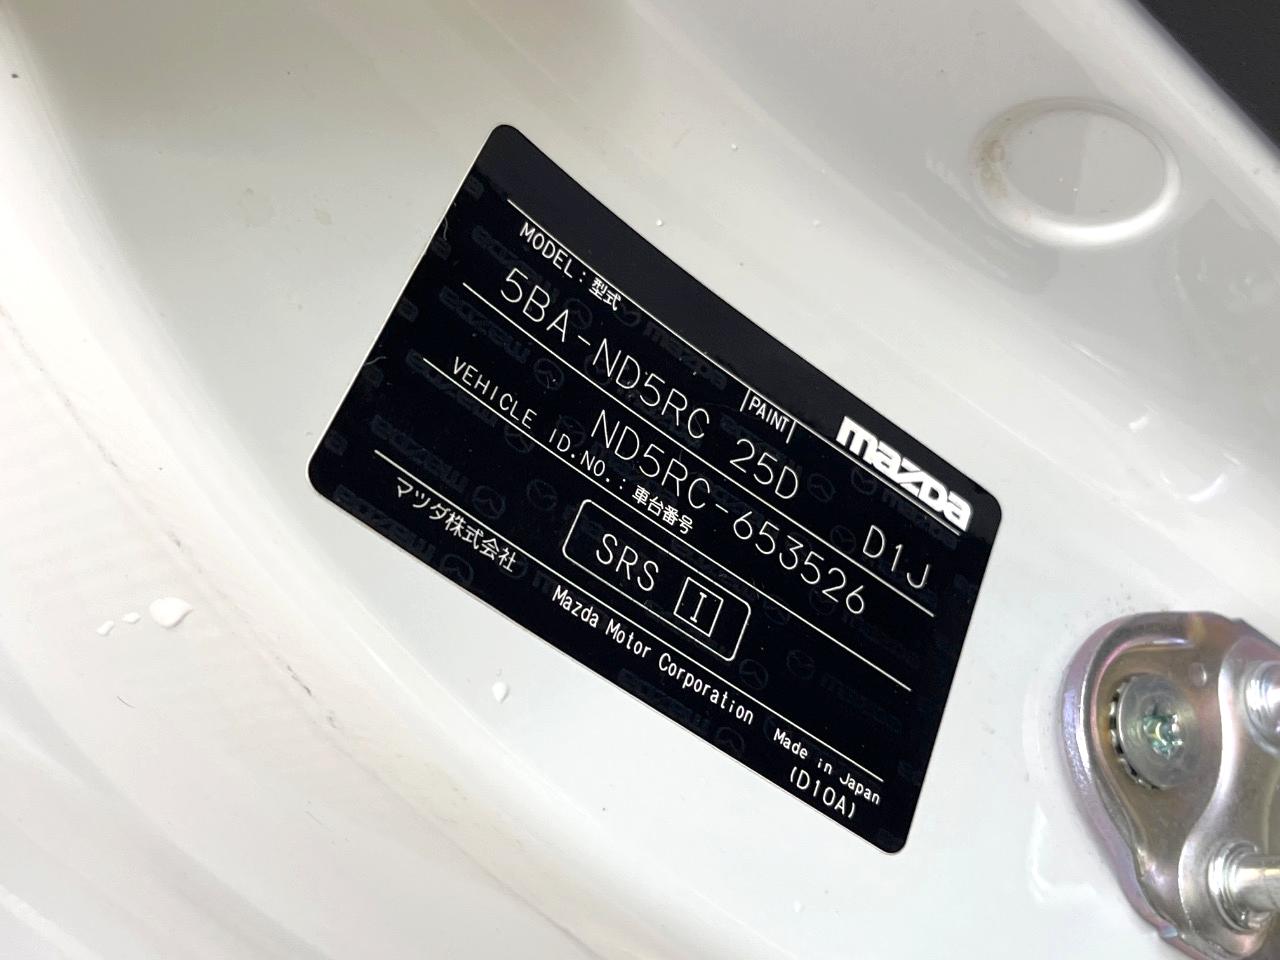 mazda
MODEL:型式
PAINT
5BA-ND5RC 25D D1J
ND5RC-653526
VEHICLE ID.NO.:車台番号
SRS I
マツダ株式会社
Mazda Motor Corporation Made in Japan
(D10A)